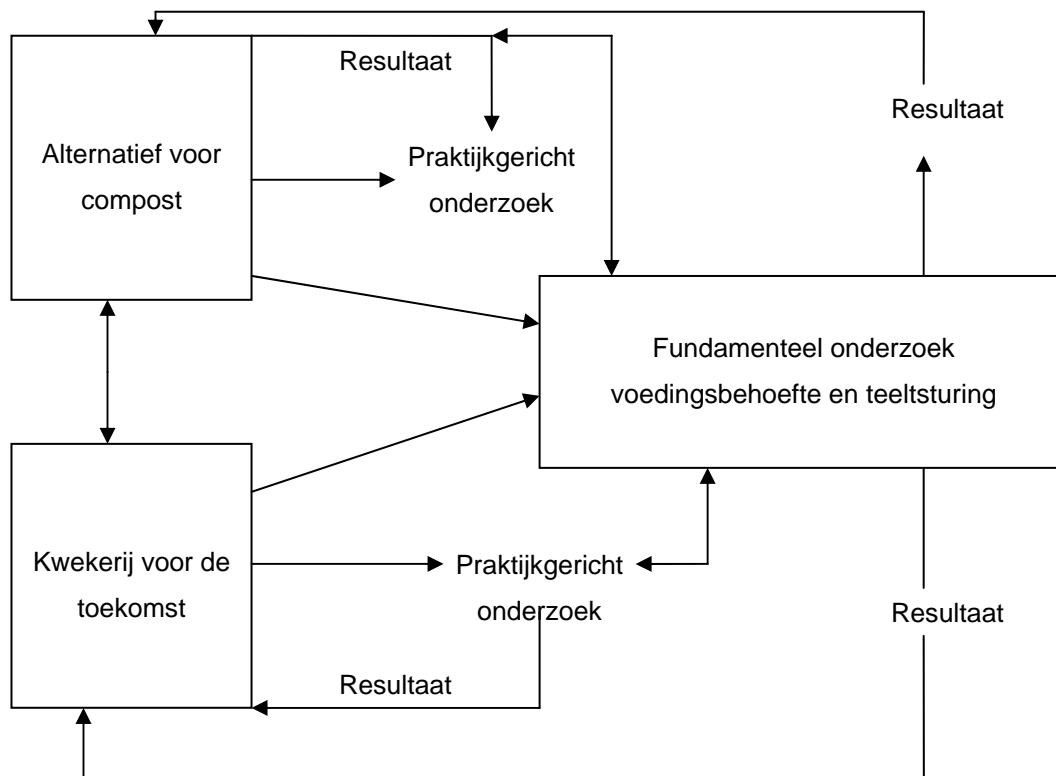 Resultaat
Resultaat
Alternatief voor
compost
Praktijkgericht
onderzoek
Fundamenteel onderzoek
voedingsbehoefte en teeltsturing
Kwekerij voor de
toekomst
Praktijkgericht
onderzoek
Resultaat
Resultaat